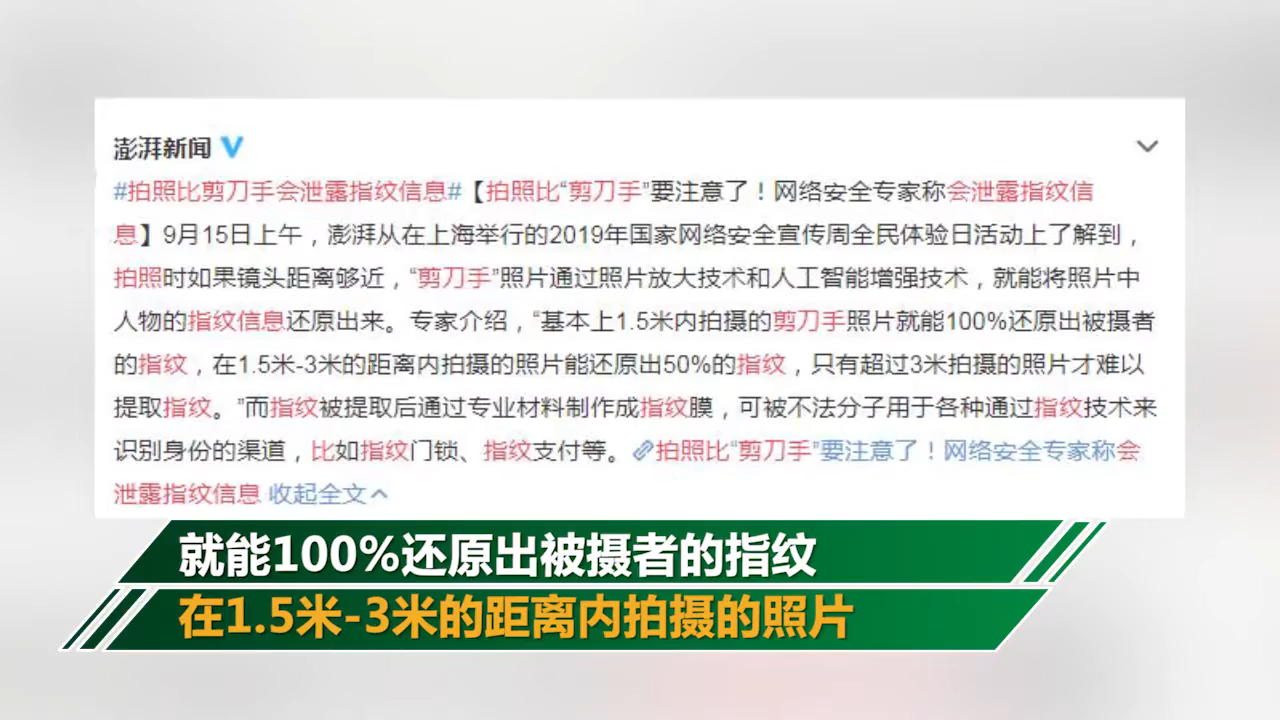 澎湃新闻
#拍照比剪刀手会泄露指纹信息#【拍照比“剪刀手”要注意了！网络安全专家称会泄露指纹信
息】9月15日上午，澎湃从在上海举行的2019年国家网络安全宣传周全民体验日活动上了解到，
拍照时如果镜头距离够近，“剪刀手”照片通过照片放大技术和人工智能增强技术，就能将照片中
人物的指纹信息还原出来。专家介绍，“基本上1.5米内拍摄的剪刀手照片就能100%还原出被摄者
的指纹，在1.5米-3米的距离内拍摄的照片能还原出50%的指纹，只有超过3米拍摄的照片才难以
提取指纹。”而指纹被提取后通过专业材料制作成指纹膜，可被不法分子用于各种通过指纹技术来
识别身份的渠道，比如指纹门锁、指纹支付等。拍照比“剪刀手”要注意了！网络安全专家称会
泄露指纹信息 收起全文
就能100%还原出被摄者的指纹
在1.5米-3米的距离内拍摄的照片